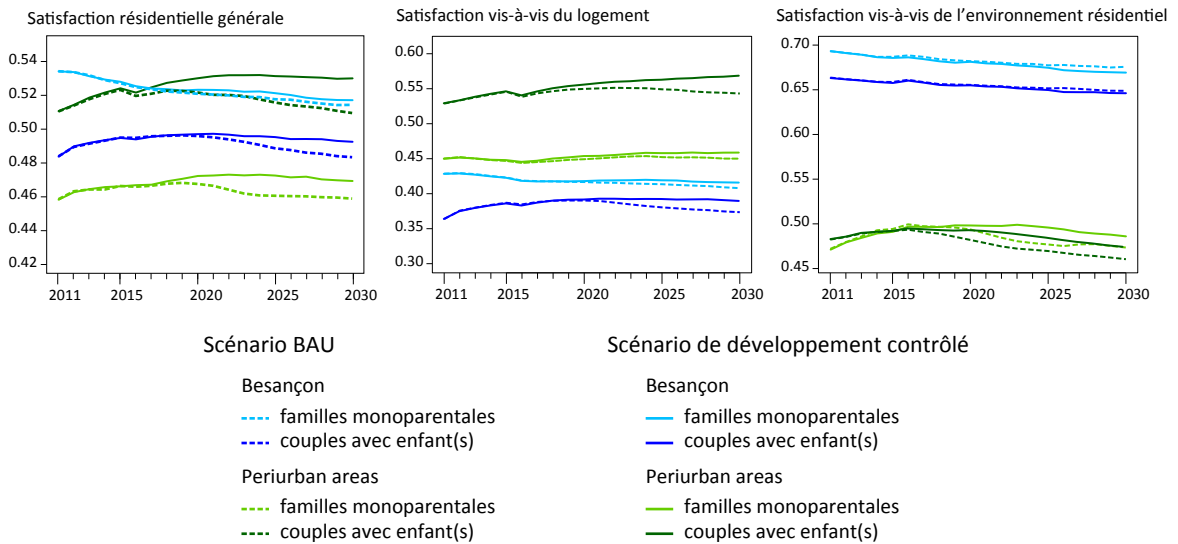 Satisfaction résidentielle générale
0.54
0.52
0.50
0.48
0.46
0.44
0.42
2011 2015 2020 2025 2030
Satisfaction vis-à-vis du logement
0.60
0.55
0.50
0.45
0.40
0.35
0.30
2011 2015 2020 2025 2030
Satisfaction vis-à-vis de l'environement résidentiel
0.70
0.65
0.60
0.55
0.50
0.45
2011 2015 2020 2025 2030
Scénario BAU
Besançon
familles monoparentales
couples avec enfant(s)
Periurban areas
familles monoparentales
couples avec enfant(s)
Scénario de développement contrôlé
Besançon
familles monoparentales
couples avec enfant(s)
Periurban areas
familles monoparentales
couples avec enfant(s)